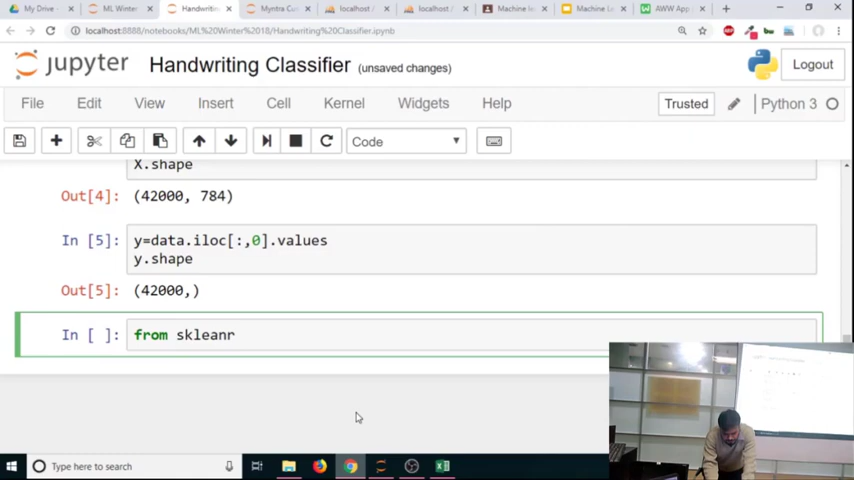 My Drive -
ML Winter
Handwriting
Myntra Cu
localhost
localhost
Machine le
Machine Le
AWW App
localhost:8888/notebooks/ML%20Winter%2018/Handwriting%20Classifier.ipynb
ABP
jupyter Handwriting Classifier (unsaved changes)
Logout
File Edit View Insert Cell Kernel Widgets Help
Trusted
Python 3
Code
X.shape
Out[4]: (42000, 784)
In [5]: y=data.iloc[:,0].values
y.shape
Out[5]: (42000,)
In [ ]: from skleanr
Type here to search